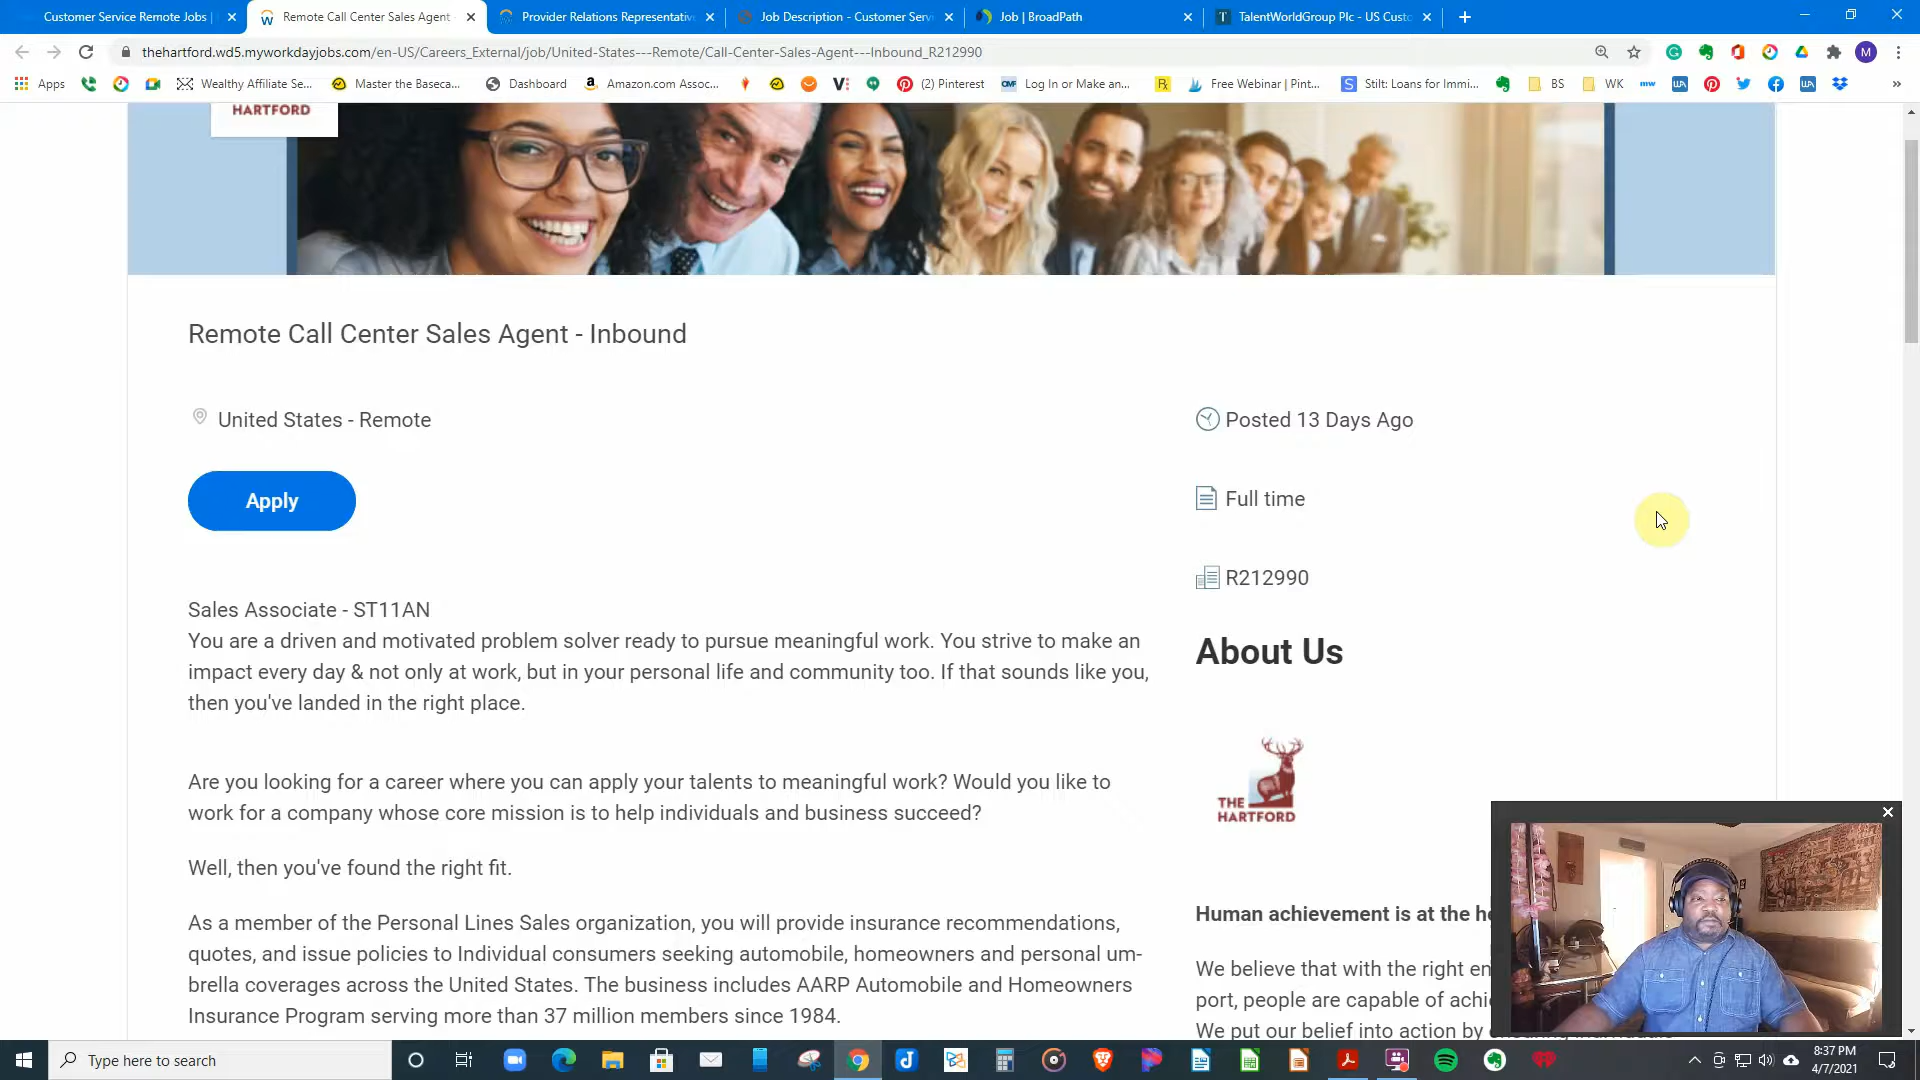 Customer Service Remote Jobs |
Remote Call Center Sales Agent -
Provider Relations Representativ
Job Description - Customer Servi
Job | BroadPath
TalentWorldGroup Plc - US Custo
thehartford.wd5.myworkdayjobs.com/en-US/Careers_External/job/United-States---Remote/Call-Center-Sales-Agent---Inbound_R212990
Apps
Wealthy Affiliate Se...
Master the Baseca...
Dashboard
Amazon.com Assoc...
(2) Pinterest
Log In or Make an...
Free Webinar | Pint...
Stilt: Loans for Immi...
BS
WK
HARTFORD
Remote Call Center Sales Agent - Inbound
United States - Remote
Posted 13 Days Ago
Apply
Full time
R212990
Sales Associate - ST11AN
You are a driven and motivated problem solver ready to pursue meaningful work. You strive to make an
impact every day & not only at work, but in your personal life and community too. If that sounds like you,
then you've landed in the right place.
Are you looking for a career where you can apply your talents to meaningful work? Would you like to
work for a company whose core mission is to help individuals and business succeed?
Well, then you've found the right fit.
As a member of the Personal Lines Sales organization, you will provide insurance recommendations,
quotes, and issue policies to Individual consumers seeking automobile, homeowners and personal um-
brella coverages across the United States. The business includes AARP Automobile and Homeowners
Insurance Program serving more than 37 million members since 1984.
About Us
THE
HARTFORD
Human achievement is at the he
We believe that with the right en
port, people are capable of achi
We put our belief into action by
Type here to search
8:37 PM
4/7/2021